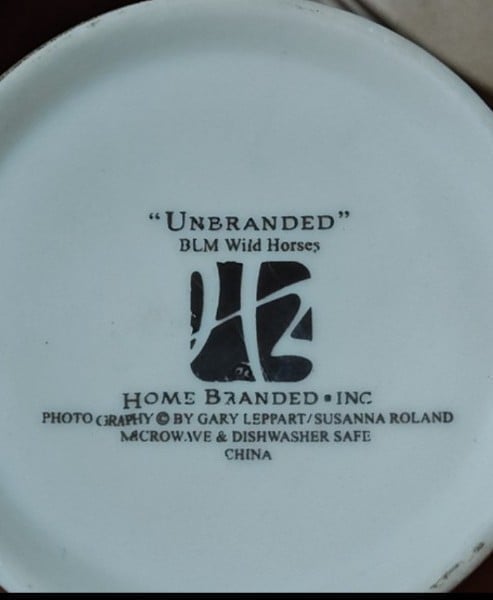 "UNBRANDED"
BLM Wild Horses
HOME BRANDED • INC
PHOTOGRAPHY © BY GARY LEPPART/SUSANNA ROLAND
MICROWAVE & DISHWASHER SAFE
CHINA